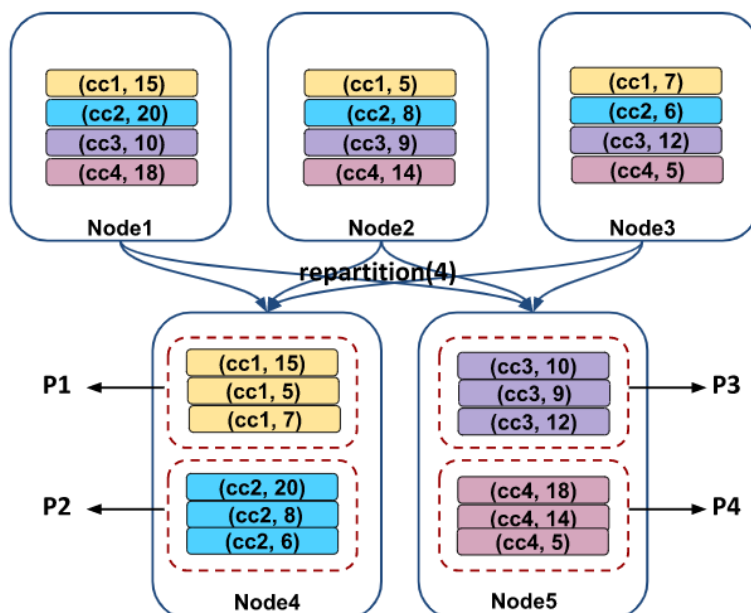 (cc1, 15)
(cc2, 20)
(cc3, 10)
(cc4, 18)
Node1
(cc1, 5)
(cc2, 8)
(cc3, 9)
(cc4, 14)
Node2
(cc1, 7)
(cc2, 6)
(cc3, 12)
(cc4, 5)
Node3
repartition(4)
P1
(cc1, 15)
(cc1, 5)
(cc1, 7)
P2
(cc2, 20)
(cc2, 8)
(cc2, 6)
Node4
(cc3, 10)
(cc3, 9)
(cc3, 12)
P3
(cc4, 18)
(cc4, 14)
(cc4, 5)
P4
Node5